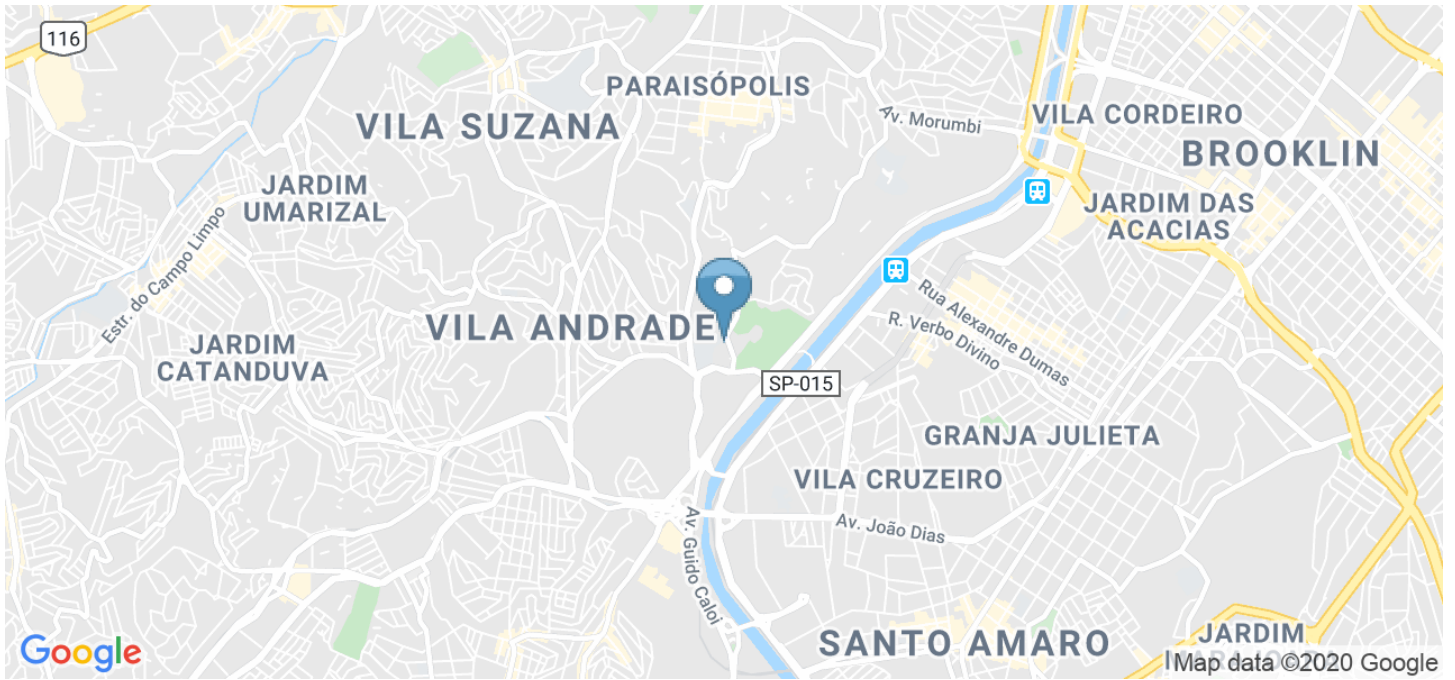 116
PARAISÓPOLIS
VILA SUZANA
Av. Morumbi
VILA CORDEIRO
BROOKLIN
JARDIM
UMARIZAL
JARDIM DAS
ACACIAS
Estr. do Campo Limpo
VILA ANDRADE
Rua Alexandre Dumas
R. Verbo Divino
JARDIM
CATANDUVA
SP-015
GRANJA JULIETA
VILA CRUZEIRO
Av. João Dias
Av. Guido Caloi
SANTO AMARO
JARDIM
Google
Map data ©2020 Google